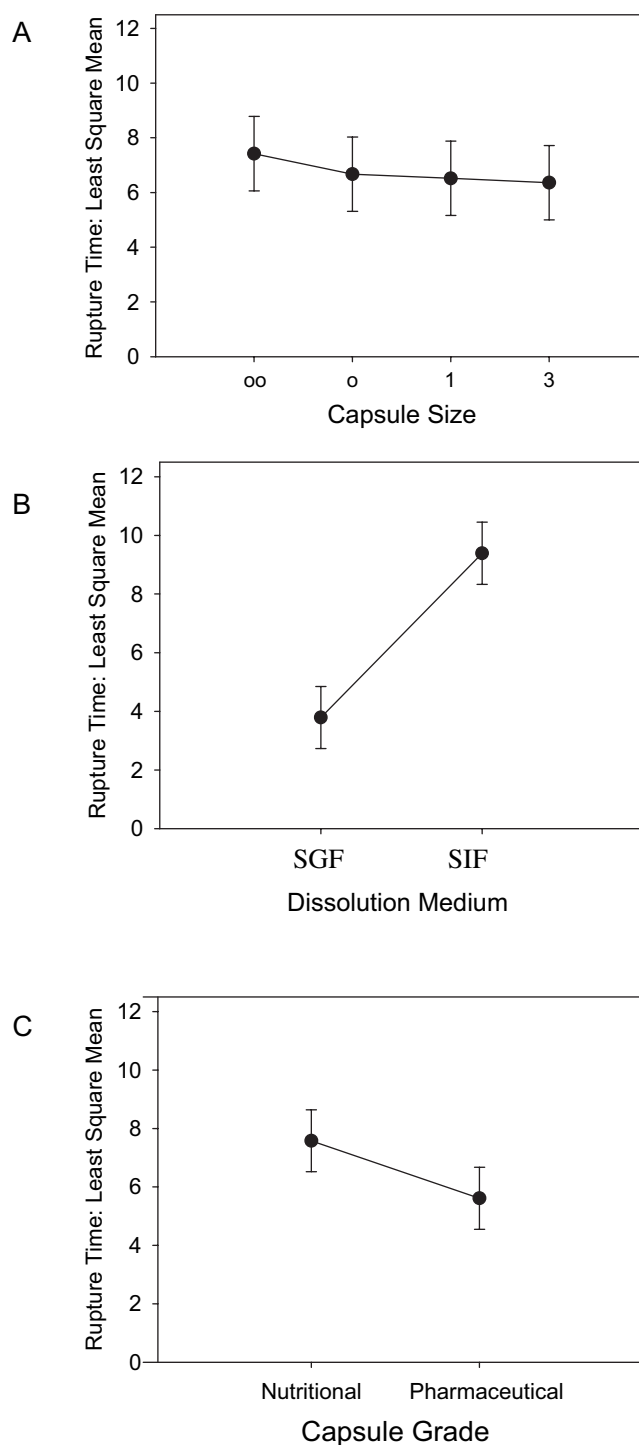 A
Rupture Time: Least Square Mean
12
10
8
6
4
2
0
oo
o
1
3
Capsule Size
B
Rupture Time: Least Square Mean
12
10
8
6
4
2
0
SGF
SIF
Dissolution Medium
C
Rupture Time: Least Square Mean
12
10
8
6
4
2
0
Nutritional
Pharmaceutical
Capsule Grade